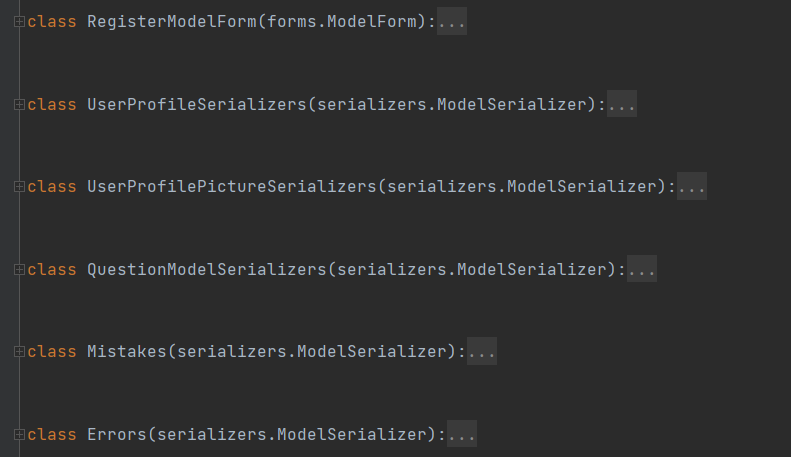 class RegisterModelForm(forms.ModelForm):...
class UserProfileSerializers(serializers.ModelSerializer):...
class UserProfilePictureSerializers(serializers.ModelSerializer):...
class QuestionModelSerializers(serializers.ModelSerializer):...
class Mistakes(serializers.ModelSerializer):...
class Errors(serializers.ModelSerializer):...